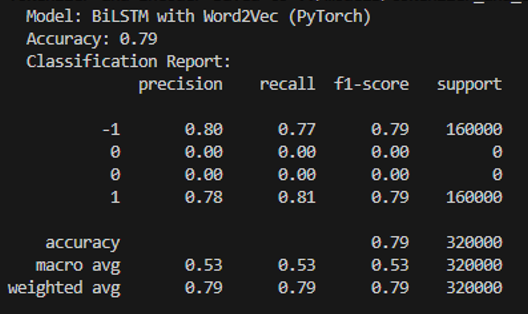 Model: BiLSTM with Word2Vec (PyTorch)
Accuracy: 0.79
Classification Report:
precision recall f1-score support
-1 0.80 0.77 0.79 160000
0 0.00 0.00 0.00 0
0 0.00 0.00 0.00 0
1 0.78 0.81 0.79 160000
accuracy 0.79 320000
macro avg 0.53 0.53 0.53 320000
weighted avg 0.79 0.79 0.79 320000